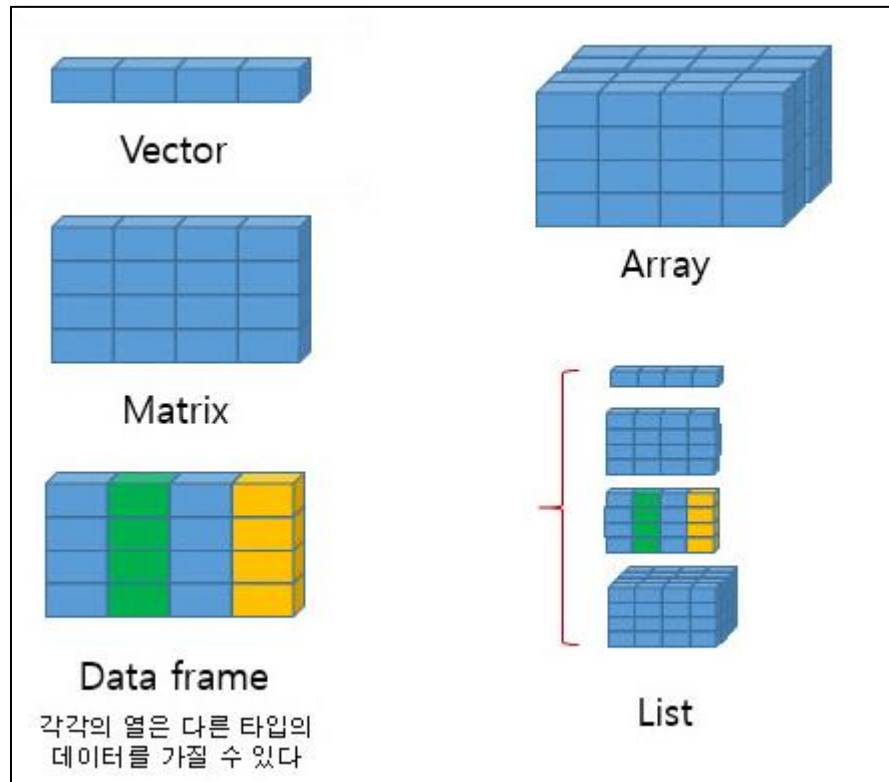 Vector
Array
Matrix
Data frame
각각의 열은 다른 타입의
데이터를 가질 수 있다
List